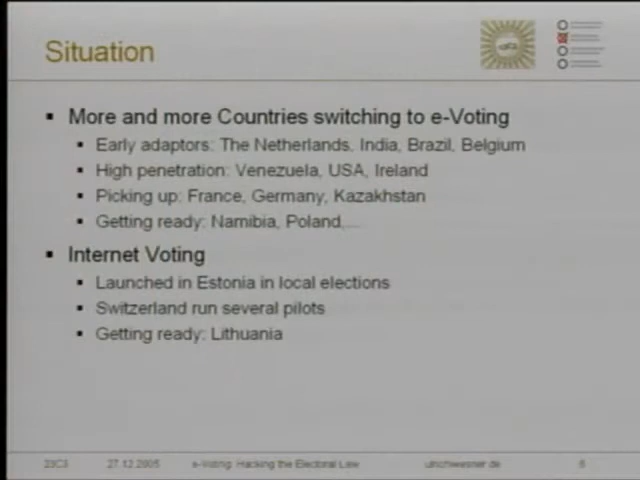 Situation
More and more Countries switching to e-Voting
Early adaptors: The Netherlands, India, Brazil, Belgium
High penetration: Venezuela, USA, Ireland
Picking up: France, Germany, Kazakhstan
Getting ready: Namibia, Poland,...
Internet Voting
Launched in Estonia in local elections
Switzerland run several pilots
Getting ready: Lithuania
27.12.2005 e-Voting: Hacking the Electoral Law ulrichwiesner.de